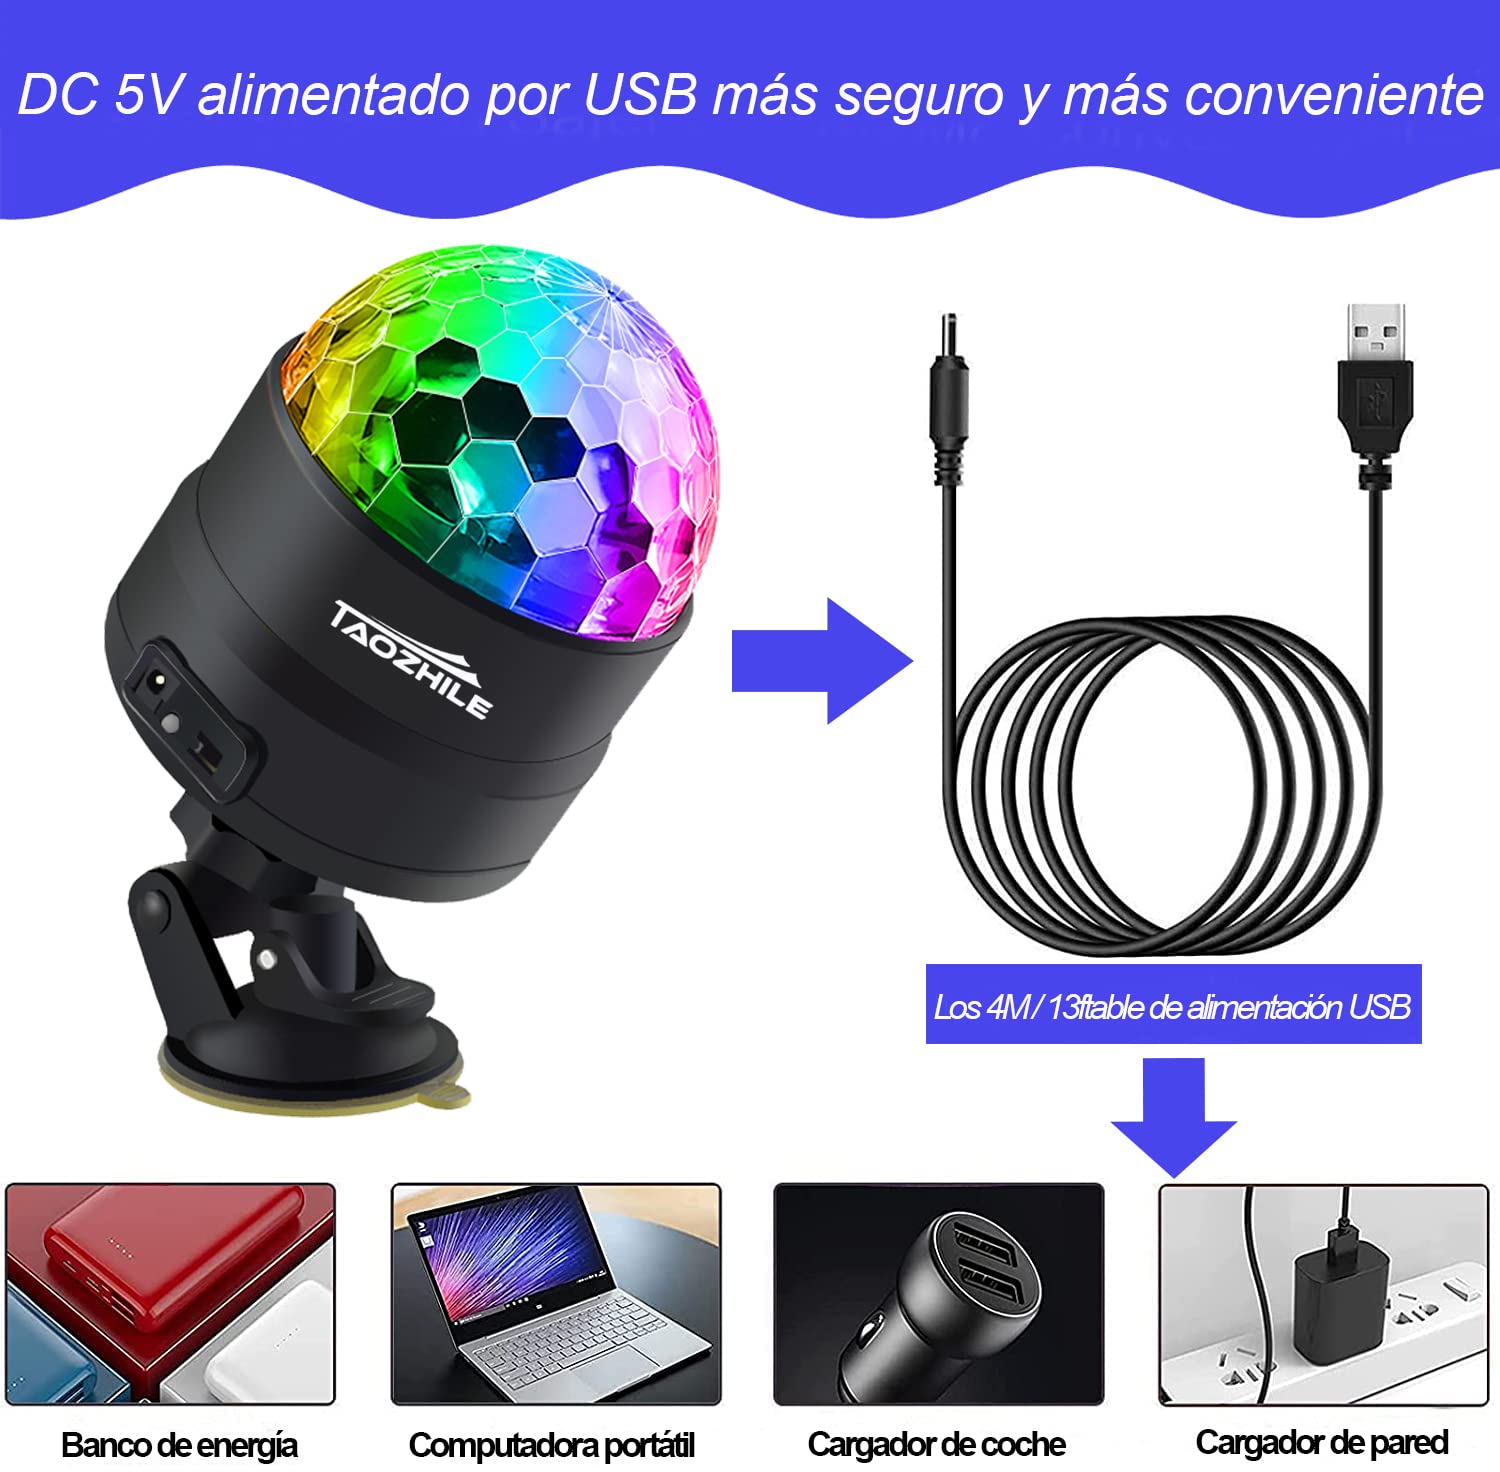 DC 5V alimentado por USB más seguro y más conveniente
TAOZHILE
Los 4M / 13ftable de alimentación USB
Banco de energía
Computadora portátil
Cargador de coche
Cargador de pared